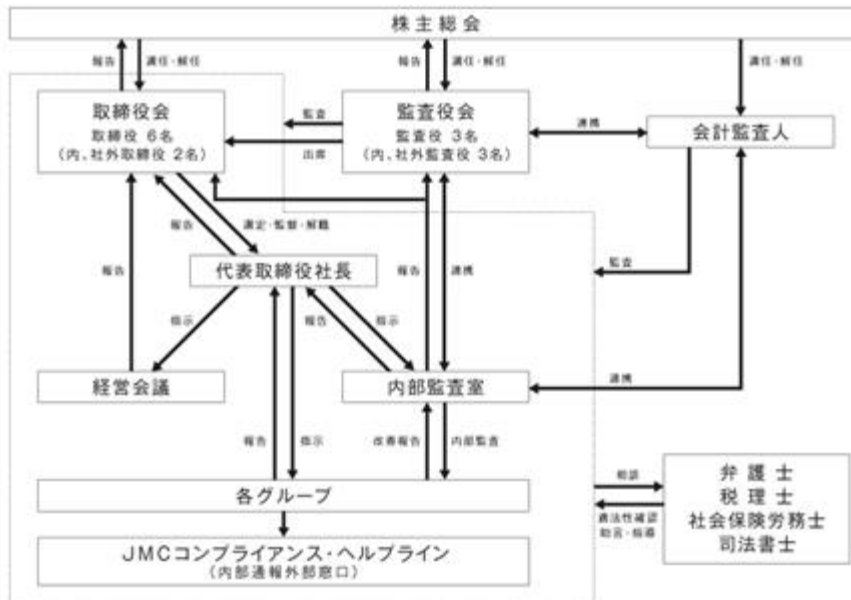 株主総会
報告
選任・解任
報告
選任・解任
選任・解任
取締役会
取締役 6名
（内、社外取締役 2名）
監査
出席
監査役会
監査役 3名
（内、社外監査役 3名）
連携
会計監査人
報告
選定・監督・解職
報告
代表取締役社長
報告
連携
監査
指示
報告
指示
経営会議
内部監査室
連携
報告
指示
改善報告
内部監査
各グループ
相談
適法性確認
助言・指導
弁護士
税理士
社会保険労務士
司法書士
JMCコンプライアンス・ヘルプライン
（内部通報外部窓口）